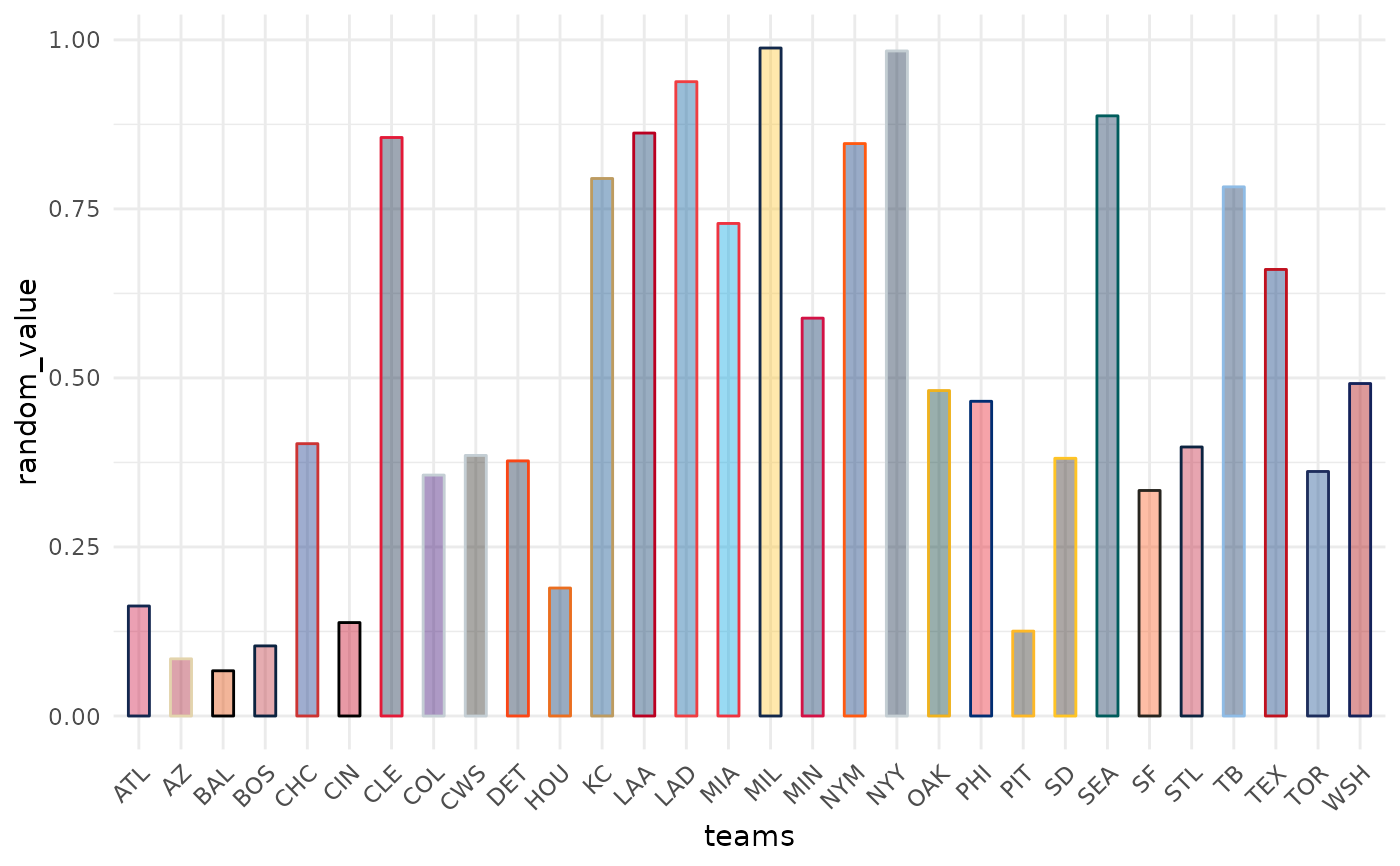 1.00
0.75
0.50
0.25
0.00
random_value
ATL AZ BAL BOS CHC CIN CLE COL CWS DET HOU KC LAA LAD MIA MIL MIN NYM NYY OAK PHI PIT SD SEA SF STL TB TEX TOR WSH
teams